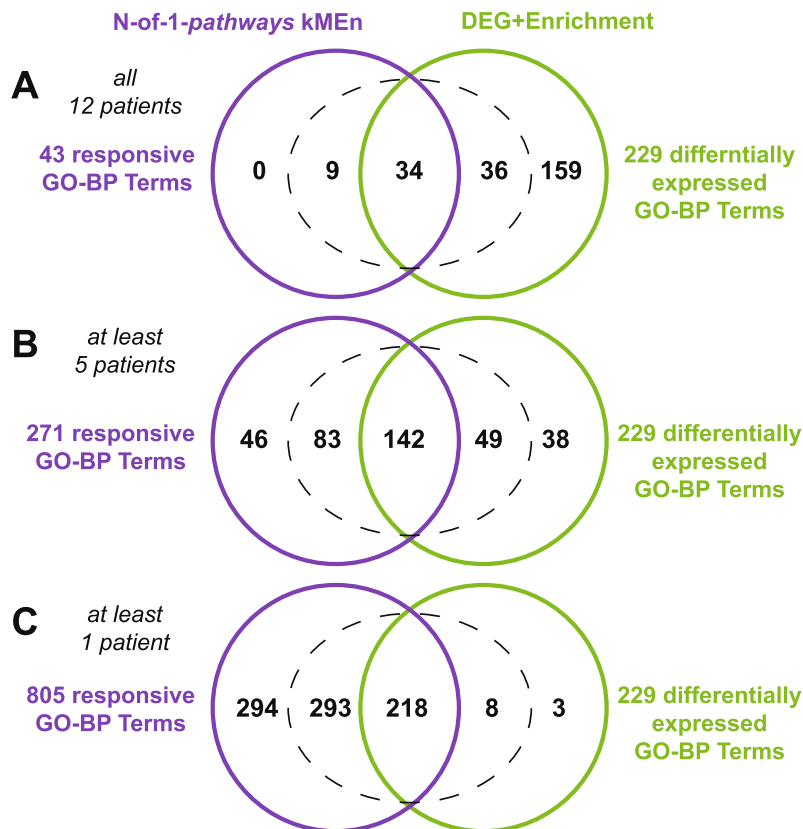 N-of-1-pathways kMEn
DEG+Enrichment
A
all
12 patients
43 responsive
GO-BP Terms
0
9
34
36
159
229 differntially
expressed
GO-BP Terms
B
at least
5 patients
271 responsive
GO-BP Terms
46
83
142
49
38
229 differentially
expressed
GO-BP Terms
C
at least
1 patient
805 responsive
GO-BP Terms
294
293
218
8
3
229 differentially
expressed
GO-BP Terms